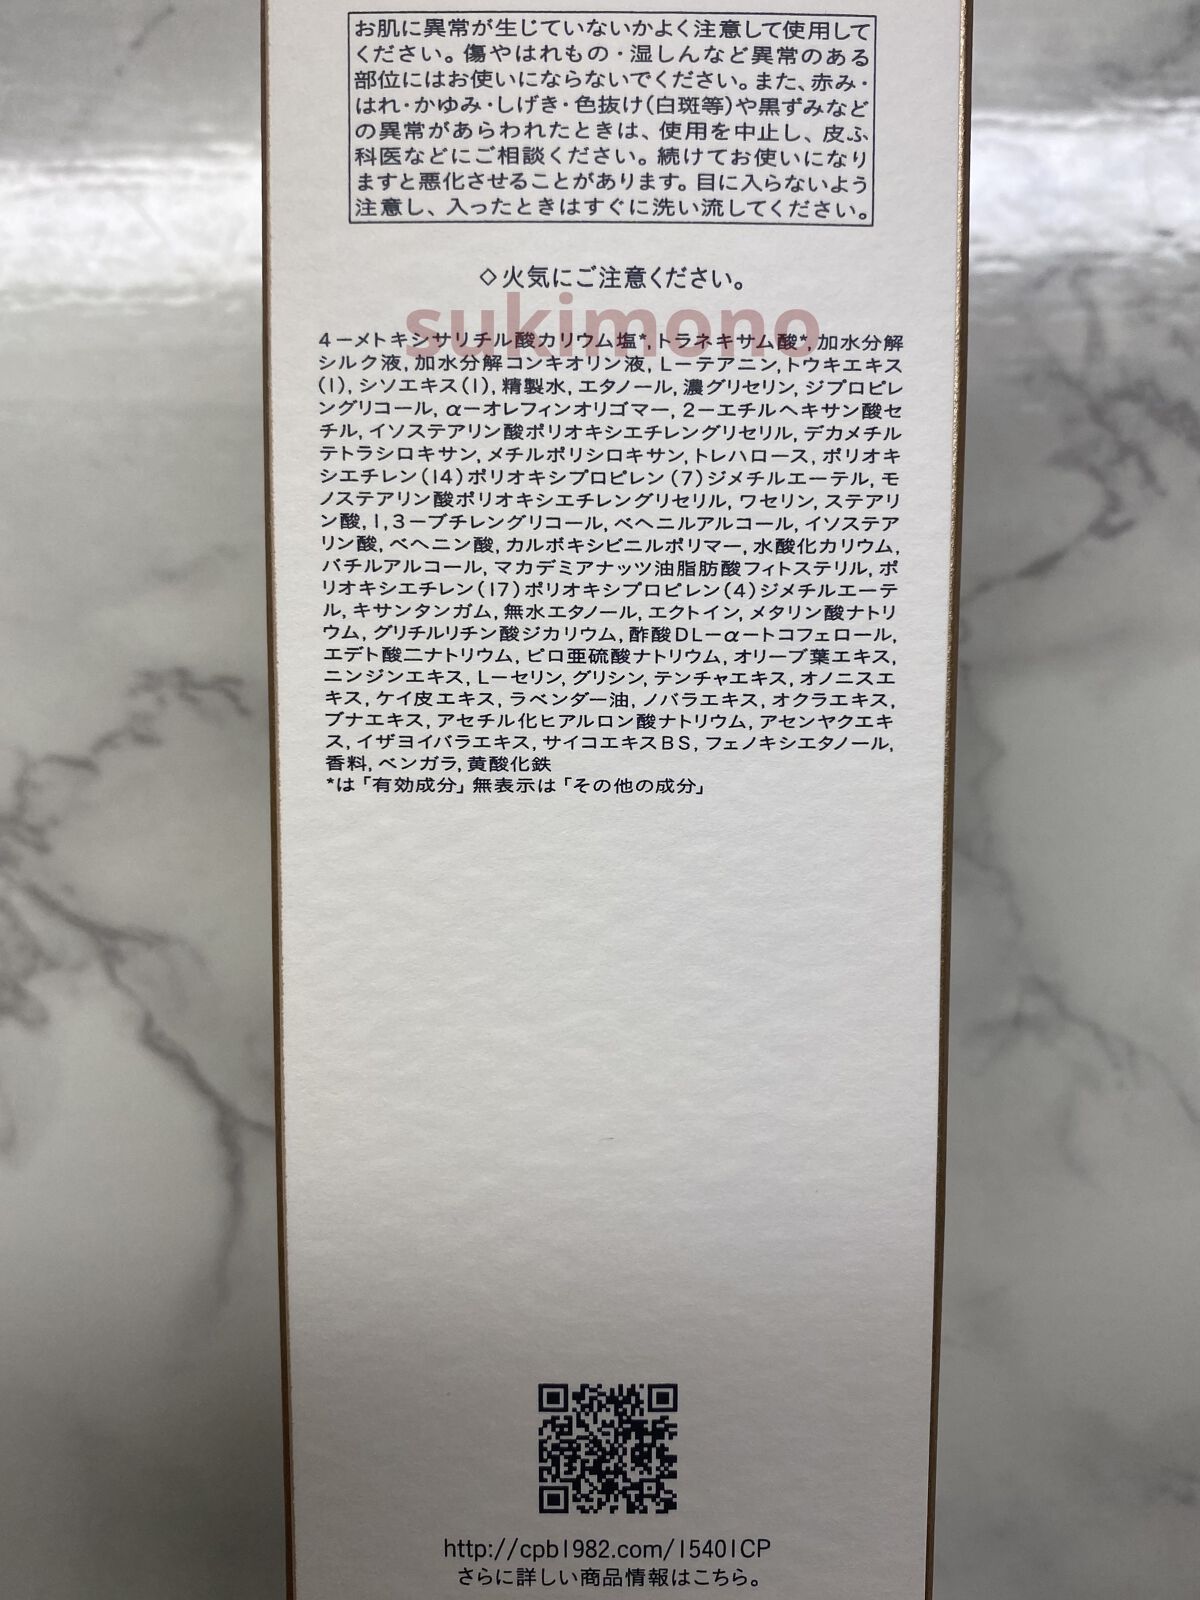 お肌に異常が生じていないかよく注意して使用して
ください。傷やはれもの・湿しんなど異常のある
部位にはお使いにならないでください。また、赤み・
はれ・かゆみ・しげき・色抜け(白斑等)や黒ずみなど
の異常があらわれたときは、使用を中止し、皮ふ
科医などにご相談ください。続けてお使いになり
ますと悪化させることがあります。目に入らないよう
注意し、入ったときはすぐに洗い流してください。
◇火気にご注意ください。
sukimono
4－メトキシサリチル酸カリウム塩*, トラネキサム酸*, 加水分解
シルク液, 加水分解コンキオリン液, L－テアニン, トウキエキス
(1), シソエキス(1), 精製水, エタノール, 濃グリセリン, ジプロピレ
ングリコール, α－オレフィンオリゴマー, 2－エチルヘキサン酸セ
チル, イソステアリン酸ポリオキシエチレングリセリル, デカメチル
テトラシロキサン, メチルポリシロキサン, トレハロース, ポリオキ
シエチレン(14)ポリオキシプロピレン(7)ジメチルエーテル, モ
ノステアリン酸ポリオキシエチレングリセリル, ワセリン, ステアリ
ン酸, 1,3－ブチレングリコール, ベヘニルアルコール, イソステア
リン酸, ベヘニン酸, カルボキシビニルポリマー, 水酸化カリウム,
バチルアルコール, マカデミアナッツ油脂肪酸フィトステリル, ポ
リオキシエチレン(17)ポリオキシプロピレン(4)ジメチルエーテ
ル, キサンタンガム, 無水エタノール, エクトイン, メタリン酸ナトリ
ウム, グリチルリチン酸ジカリウム, 酢酸DL－α－トコフェロール,
エデト酸二ナトリウム, ピロ亜硫酸ナトリウム, オリーブ葉エキス,
ニンジンエキス, L－セリン, グリシン, テンチャエキス, オノニスエ
キス, ケイ皮エキス, ラベンダー油, ノバラエキス, オクラエキス,
ブナエキス, アセチル化ヒアルロン酸ナトリウム, アセンヤクエキ
ス, イザヨイバラエキス, サイコエキスBS, フェノキシエタノール,
香料, ベンガラ, 黄酸化鉄
*は「有効成分」無表示は「その他の成分」
http://cpb1982.com/15401CP
さらに詳しい商品情報はこちら。